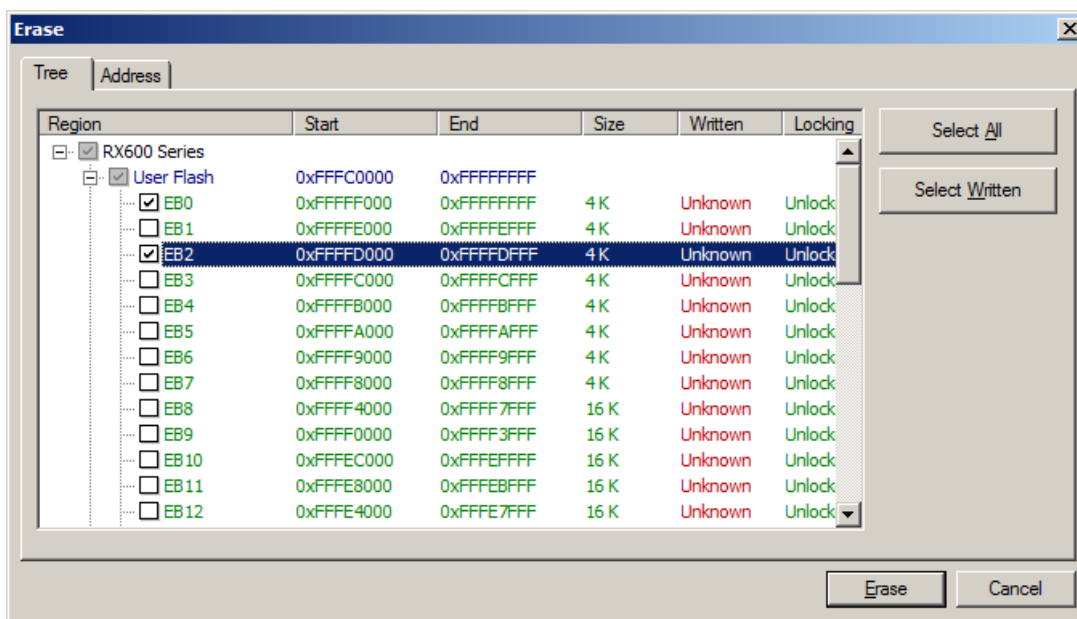 Erase
Tree Address
Region Start End Size Written Locking
RX600 Series
User Flash 0xFFFC0000 0xFFFFFFFF
EB0 0xFFFFF000 0xFFFFFFFF 4 K Unknown Unlock
EB1 0xFFFFE000 0xFFFFEFFF 4 K Unknown Unlock
EB2 0xFFFFD000 0xFFFFDFFF 4 K Unknown Unlock
EB3 0xFFFFC000 0xFFFFCFFF 4 K Unknown Unlock
EB4 0xFFFFB000 0xFFFFBFFF 4 K Unknown Unlock
EB5 0xFFFFA000 0xFFFFAFFF 4 K Unknown Unlock
EB6 0xFFFF9000 0xFFFF9FFF 4 K Unknown Unlock
EB7 0xFFFF8000 0xFFFF8FFF 4 K Unknown Unlock
EB8 0xFFFF4000 0xFFFF7FFF 16 K Unknown Unlock
EB9 0xFFFF0000 0xFFFF3FFF 16 K Unknown Unlock
EB10 0xFFFEC000 0xFFFEFFFF 16 K Unknown Unlock
EB11 0xFFFE8000 0xFFFEBFFF 16 K Unknown Unlock
EB12 0xFFFE4000 0xFFFE7FFF 16 K Unknown Unlock
Select All
Select Written
Erase Cancel